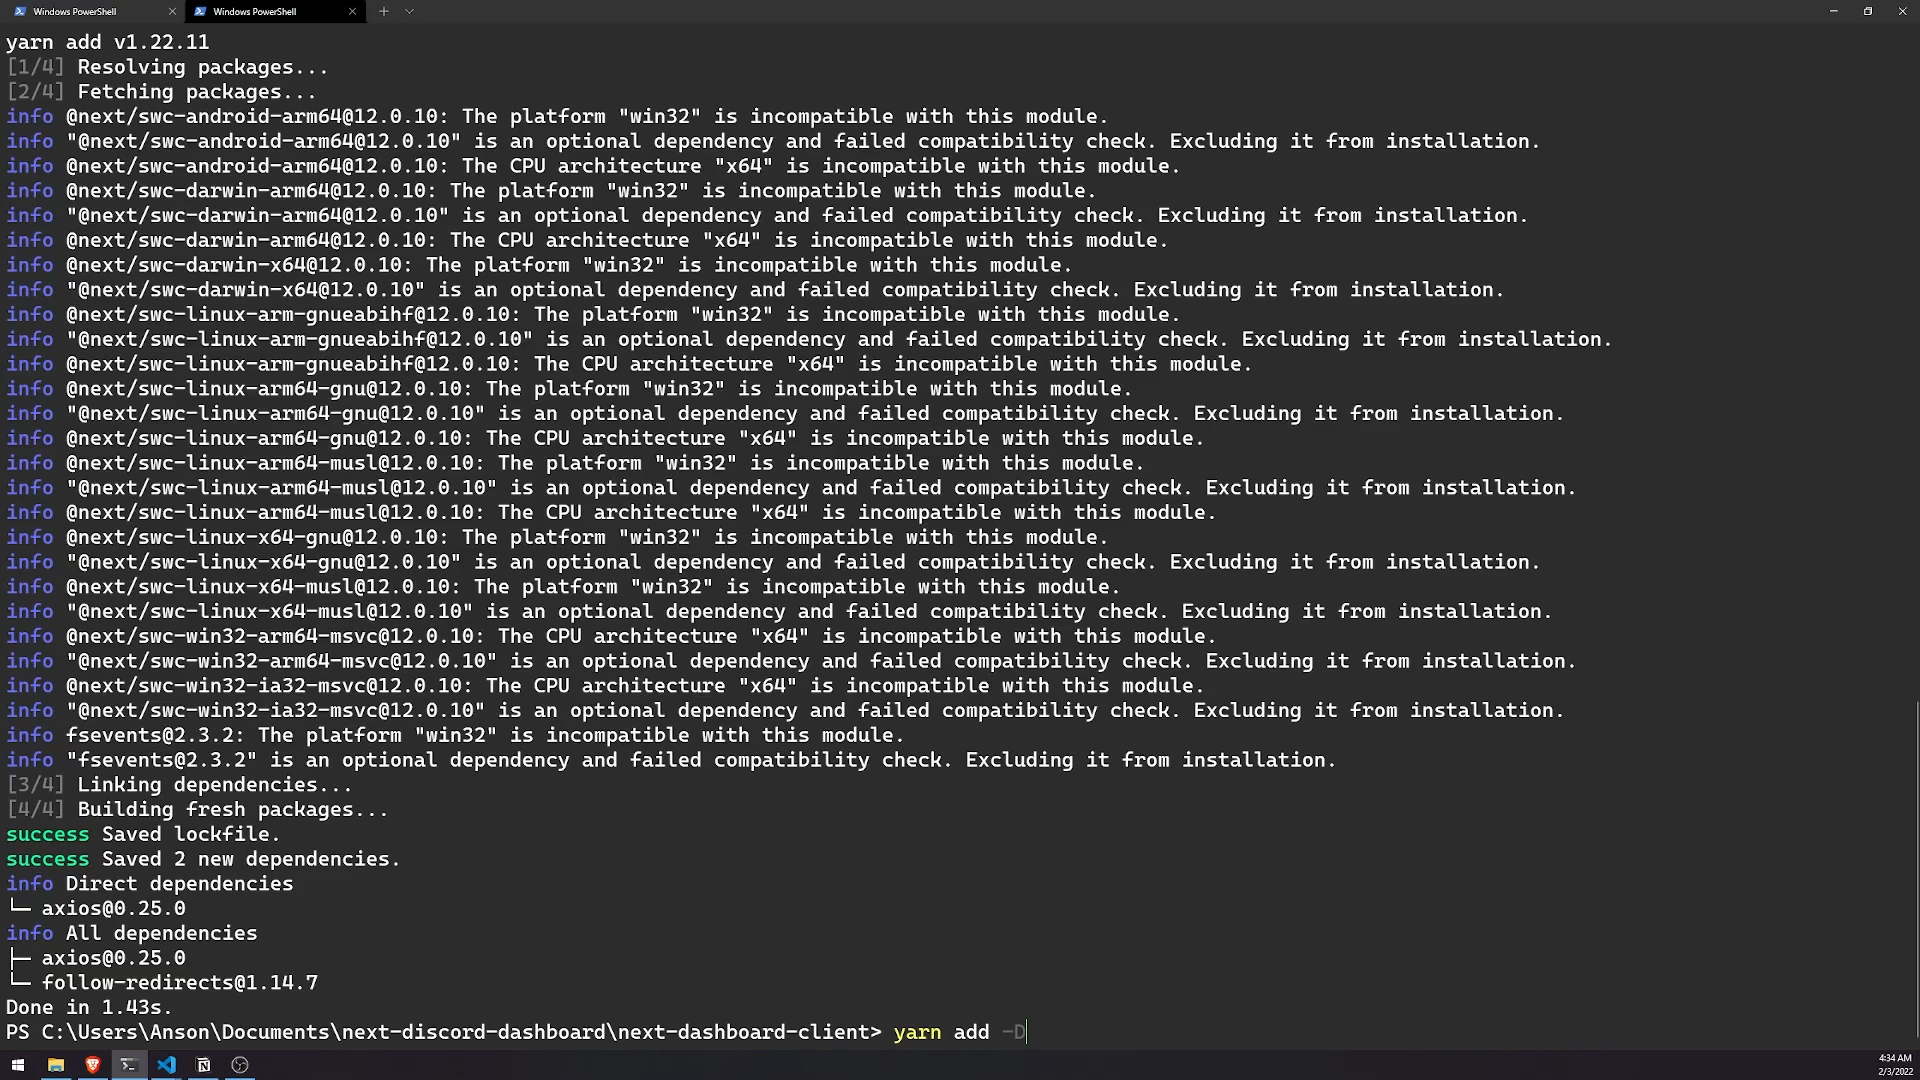 Windows PowerShell
Windows PowerShell
yarn add v1.22.11
[1/4] Resolving packages...
[2/4] Fetching packages...
info @next/swc-android-arm64@12.0.10: The platform "win32" is incompatible with this module.
info "@next/swc-android-arm64@12.0.10" is an optional dependency and failed compatibility check. Excluding it from installation.
info @next/swc-android-arm64@12.0.10: The CPU architecture "x64" is incompatible with this module.
info @next/swc-darwin-arm64@12.0.10: The platform "win32" is incompatible with this module.
info "@next/swc-darwin-arm64@12.0.10" is an optional dependency and failed compatibility check. Excluding it from installation.
info @next/swc-darwin-arm64@12.0.10: The CPU architecture "x64" is incompatible with this module.
info @next/swc-darwin-x64@12.0.10: The platform "win32" is incompatible with this module.
info "@next/swc-darwin-x64@12.0.10" is an optional dependency and failed compatibility check. Excluding it from installation.
info @next/swc-linux-arm-gnueabihf@12.0.10: The platform "win32" is incompatible with this module.
info "@next/swc-linux-arm-gnueabihf@12.0.10" is an optional dependency and failed compatibility check. Excluding it from installation.
info @next/swc-linux-arm-gnueabihf@12.0.10: The CPU architecture "x64" is incompatible with this module.
info @next/swc-linux-arm64-gnu@12.0.10: The platform "win32" is incompatible with this module.
info "@next/swc-linux-arm64-gnu@12.0.10" is an optional dependency and failed compatibility check. Excluding it from installation.
info @next/swc-linux-arm64-gnu@12.0.10: The CPU architecture "x64" is incompatible with this module.
info @next/swc-linux-arm64-musl@12.0.10: The platform "win32" is incompatible with this module.
info "@next/swc-linux-arm64-musl@12.0.10" is an optional dependency and failed compatibility check. Excluding it from installation.
info @next/swc-linux-arm64-musl@12.0.10: The CPU architecture "x64" is incompatible with this module.
info @next/swc-linux-x64-gnu@12.0.10: The platform "win32" is incompatible with this module.
info "@next/swc-linux-x64-gnu@12.0.10" is an optional dependency and failed compatibility check. Excluding it from installation.
info @next/swc-linux-x64-musl@12.0.10: The platform "win32" is incompatible with this module.
info "@next/swc-linux-x64-musl@12.0.10" is an optional dependency and failed compatibility check. Excluding it from installation.
info @next/swc-win32-arm64-msvc@12.0.10: The CPU architecture "x64" is incompatible with this module.
info "@next/swc-win32-arm64-msvc@12.0.10" is an optional dependency and failed compatibility check. Excluding it from installation.
info @next/swc-win32-ia32-msvc@12.0.10: The CPU architecture "x64" is incompatible with this module.
info "@next/swc-win32-ia32-msvc@12.0.10" is an optional dependency and failed compatibility check. Excluding it from installation.
info fsevents@2.3.2: The platform "win32" is incompatible with this module.
info "fsevents@2.3.2" is an optional dependency and failed compatibility check. Excluding it from installation.
[3/4] Linking dependencies...
[4/4] Building fresh packages...
success Saved lockfile.
success Saved 2 new dependencies.
info Direct dependencies
└─ axios@0.25.0
info All dependencies
├─ axios@0.25.0
└─ follow-redirects@1.14.7
Done in 1.43s.
PS C:\Users\Anson\Documents\next-discord-dashboard\next-dashboard-client> yarn add -D
4:34 AM
2/3/2022